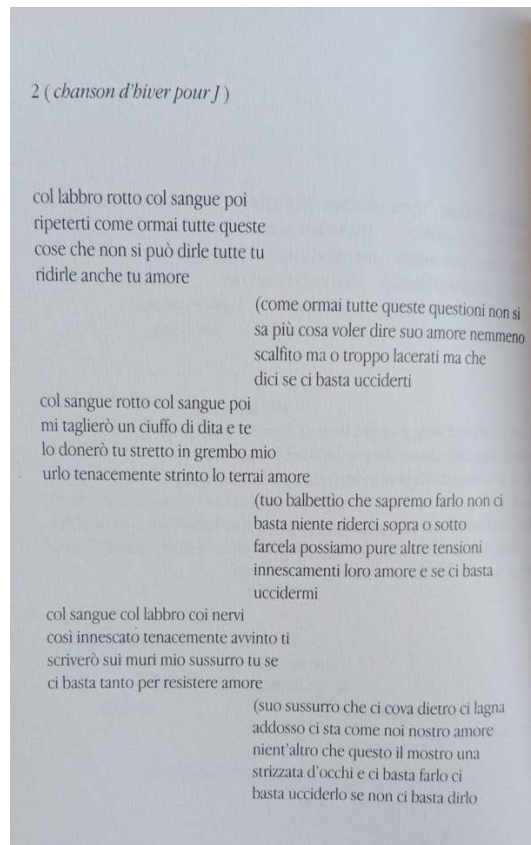 2 ( chanson d'hiver pour J )
col labbro rotto col sangue poi
ripeterti come ormai tutte queste
cose che non si può dirle tutte tu
ridirle anche tu amore
(come ormai tutte queste questioni non si
sa più cosa voler dire suo amore nemmeno
scalfito ma o troppo lacerati ma che
dici se ci basta ucciderti
col sangue rotto col sangue poi
mi taglierò un ciuffo di dita e te
lo donerò tu stretto in grembo mio
urlo tenacemente strinto lo terrai amore
(tuo balbettìo che sapremo farlo non ci
basta niente riderci sopra o sotto
farcela possiamo pure altre tensioni
innescamenti loro amore e se ci basta
uccidermi
col sangue col labbro coi nervi
così innescato tenacemente avvinto ti
scriverò sui muri mio sussurro tu se
ci basta tanto per resistere amore
(suo sussurro che ci cova dietro ci lagna
addosso ci sta come noi nostro amore
nient'altro che questo il mostro una
strizzata d'occhi e ci basta farlo ci
basta ucciderlo se non ci basta dirlo